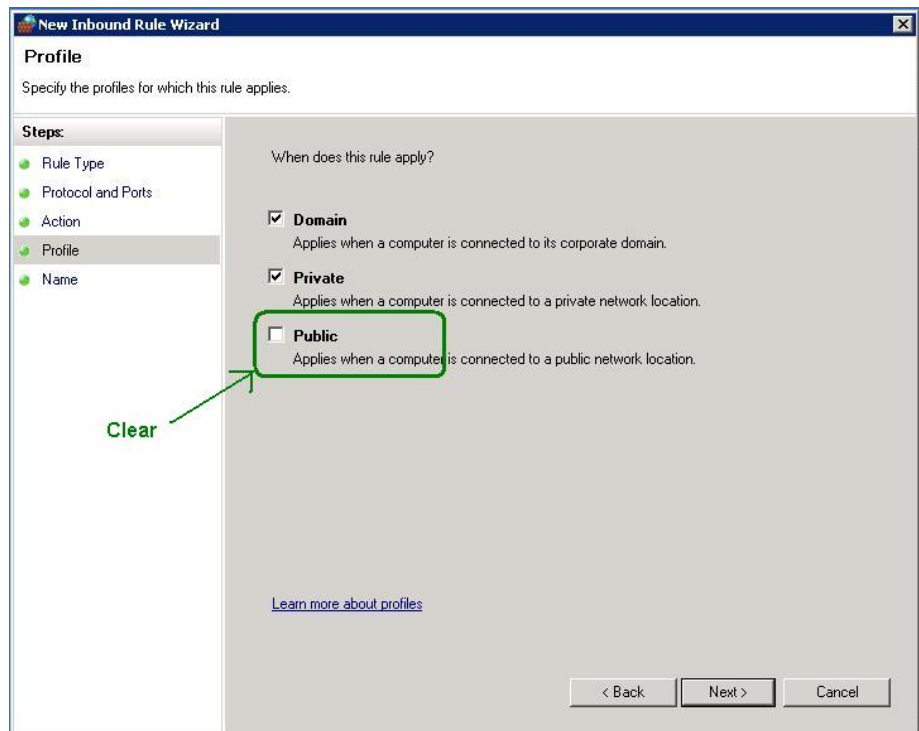 New Inbound Rule Wizard
Profile
Specify the profiles for which this rule applies.
Steps:
Rule Type
Protocol and Ports
Action
Profile
Name
When does this rule apply?
Domain
Applies when a computer is connected to its corporate domain.
Private
Applies when a computer is connected to a private network location.
Public
Applies when a computer is connected to a public network location.
Clear
Learn more about profiles
< Back
Next >
Cancel